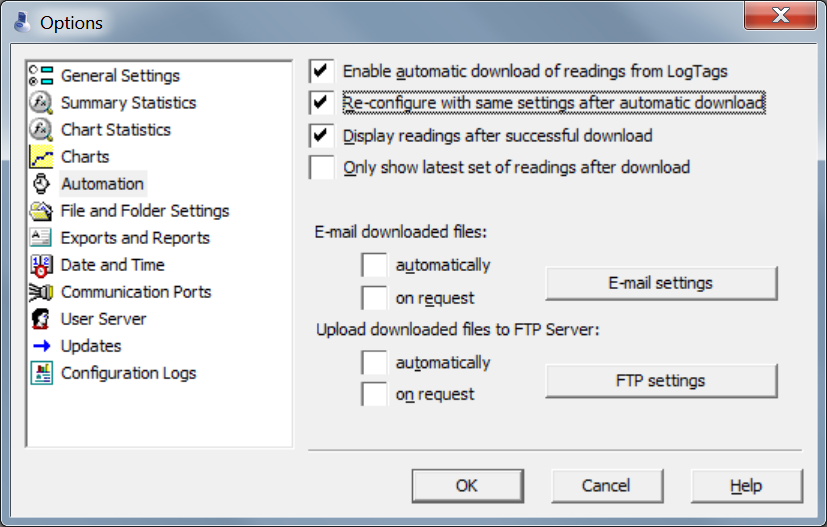 Options
General Settings
Summary Statistics
Chart Statistics
Charts
Automation
File and Folder Settings
Exports and Reports
Date and Time
Communication Ports
User Server
Updates
Configuration Logs
Enable automatic download of readings from LogTags
Re-configure with same settings after automatic download
Display readings after successful download
Only show latest set of readings after download
E-mail downloaded files:
automatically
on request
E-mail settings
Upload downloaded files to FTP Server:
automatically
on request
FTP settings
OK
Cancel
Help